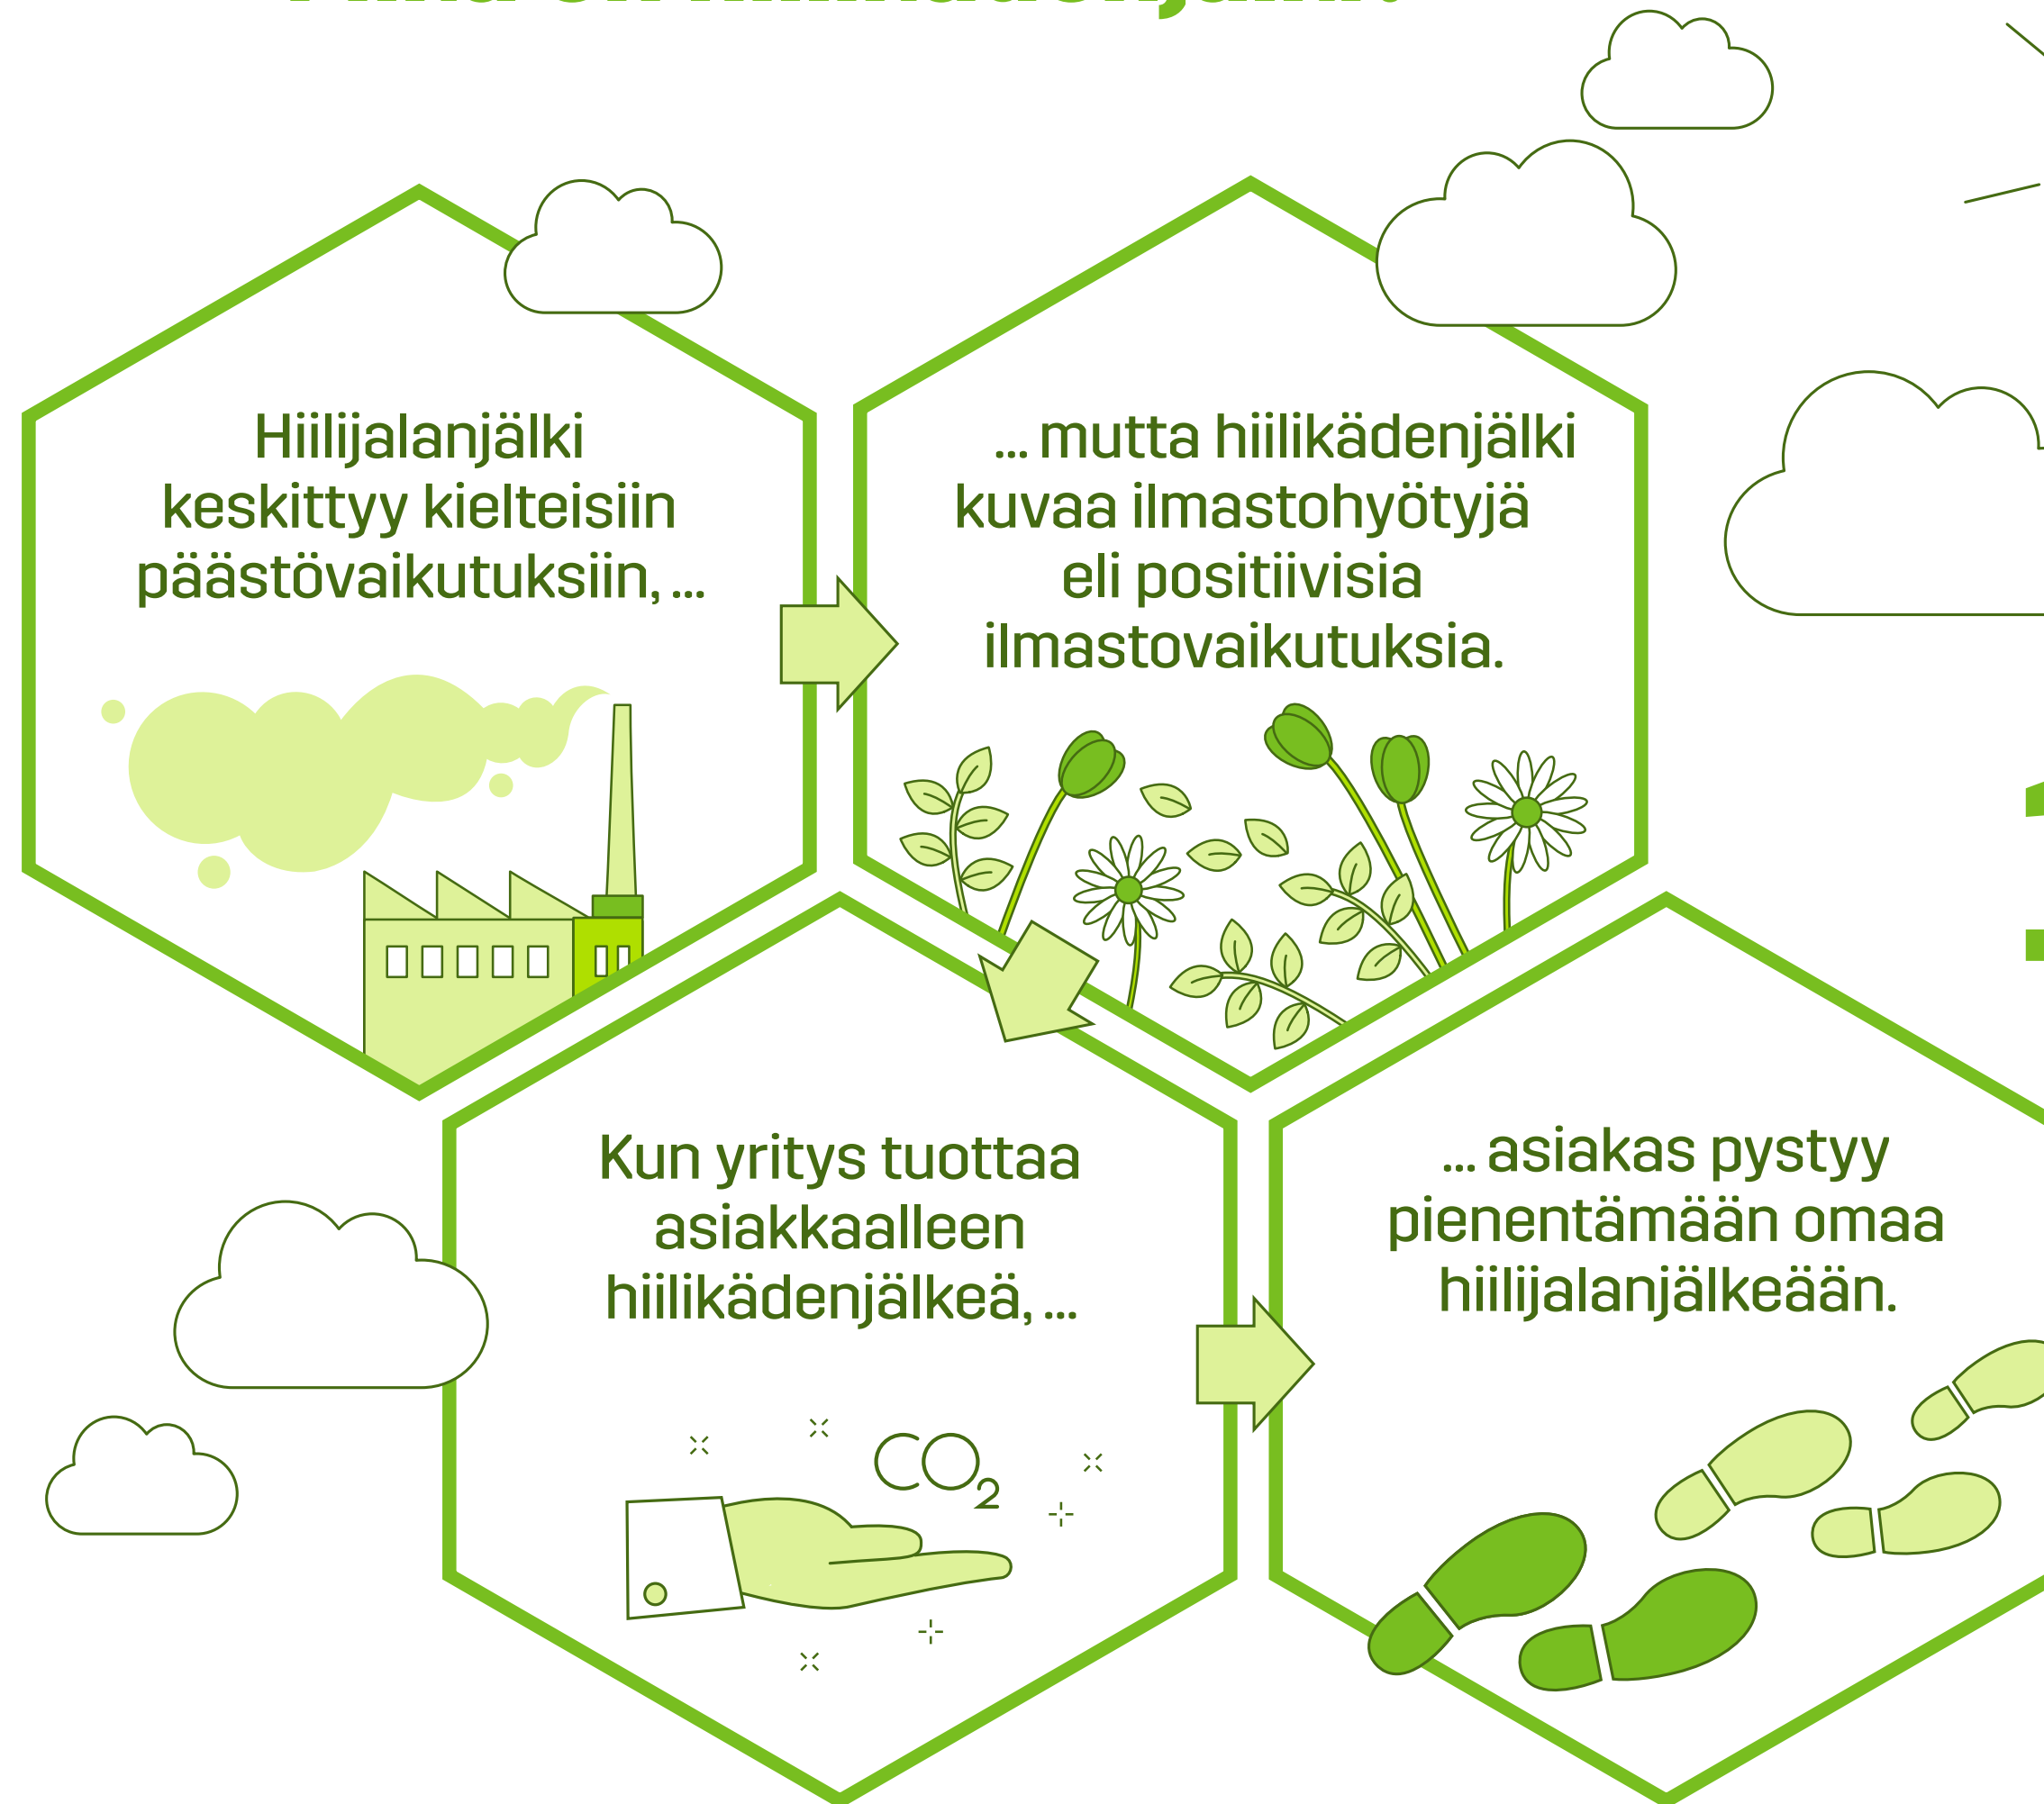 Hiilijalanjälki
keskittyy kielteisiin
päästövaikutuksiin, ...
... mutta hiilikädenjälki
kuvaa ilmastohyötyjä
eli positiivisia
ilmastovaikutuksia.
Kun yritys tuottaa
asiakkaalleen
hiilikädenjälkeä,...
CO₂
...asiakas pystyy
pienentämään omaa
hiilijalanjälkeään.